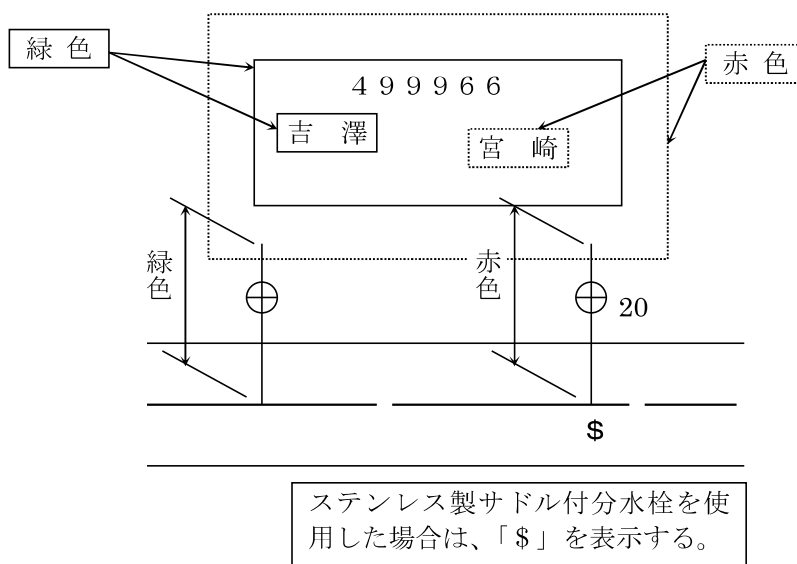 緑 色
赤 色
４９９９６６
吉 澤
宮 崎
緑色
赤色
20
$
ステンレス製サドル付分水栓を使
用した場合は、「＄」を表示する。